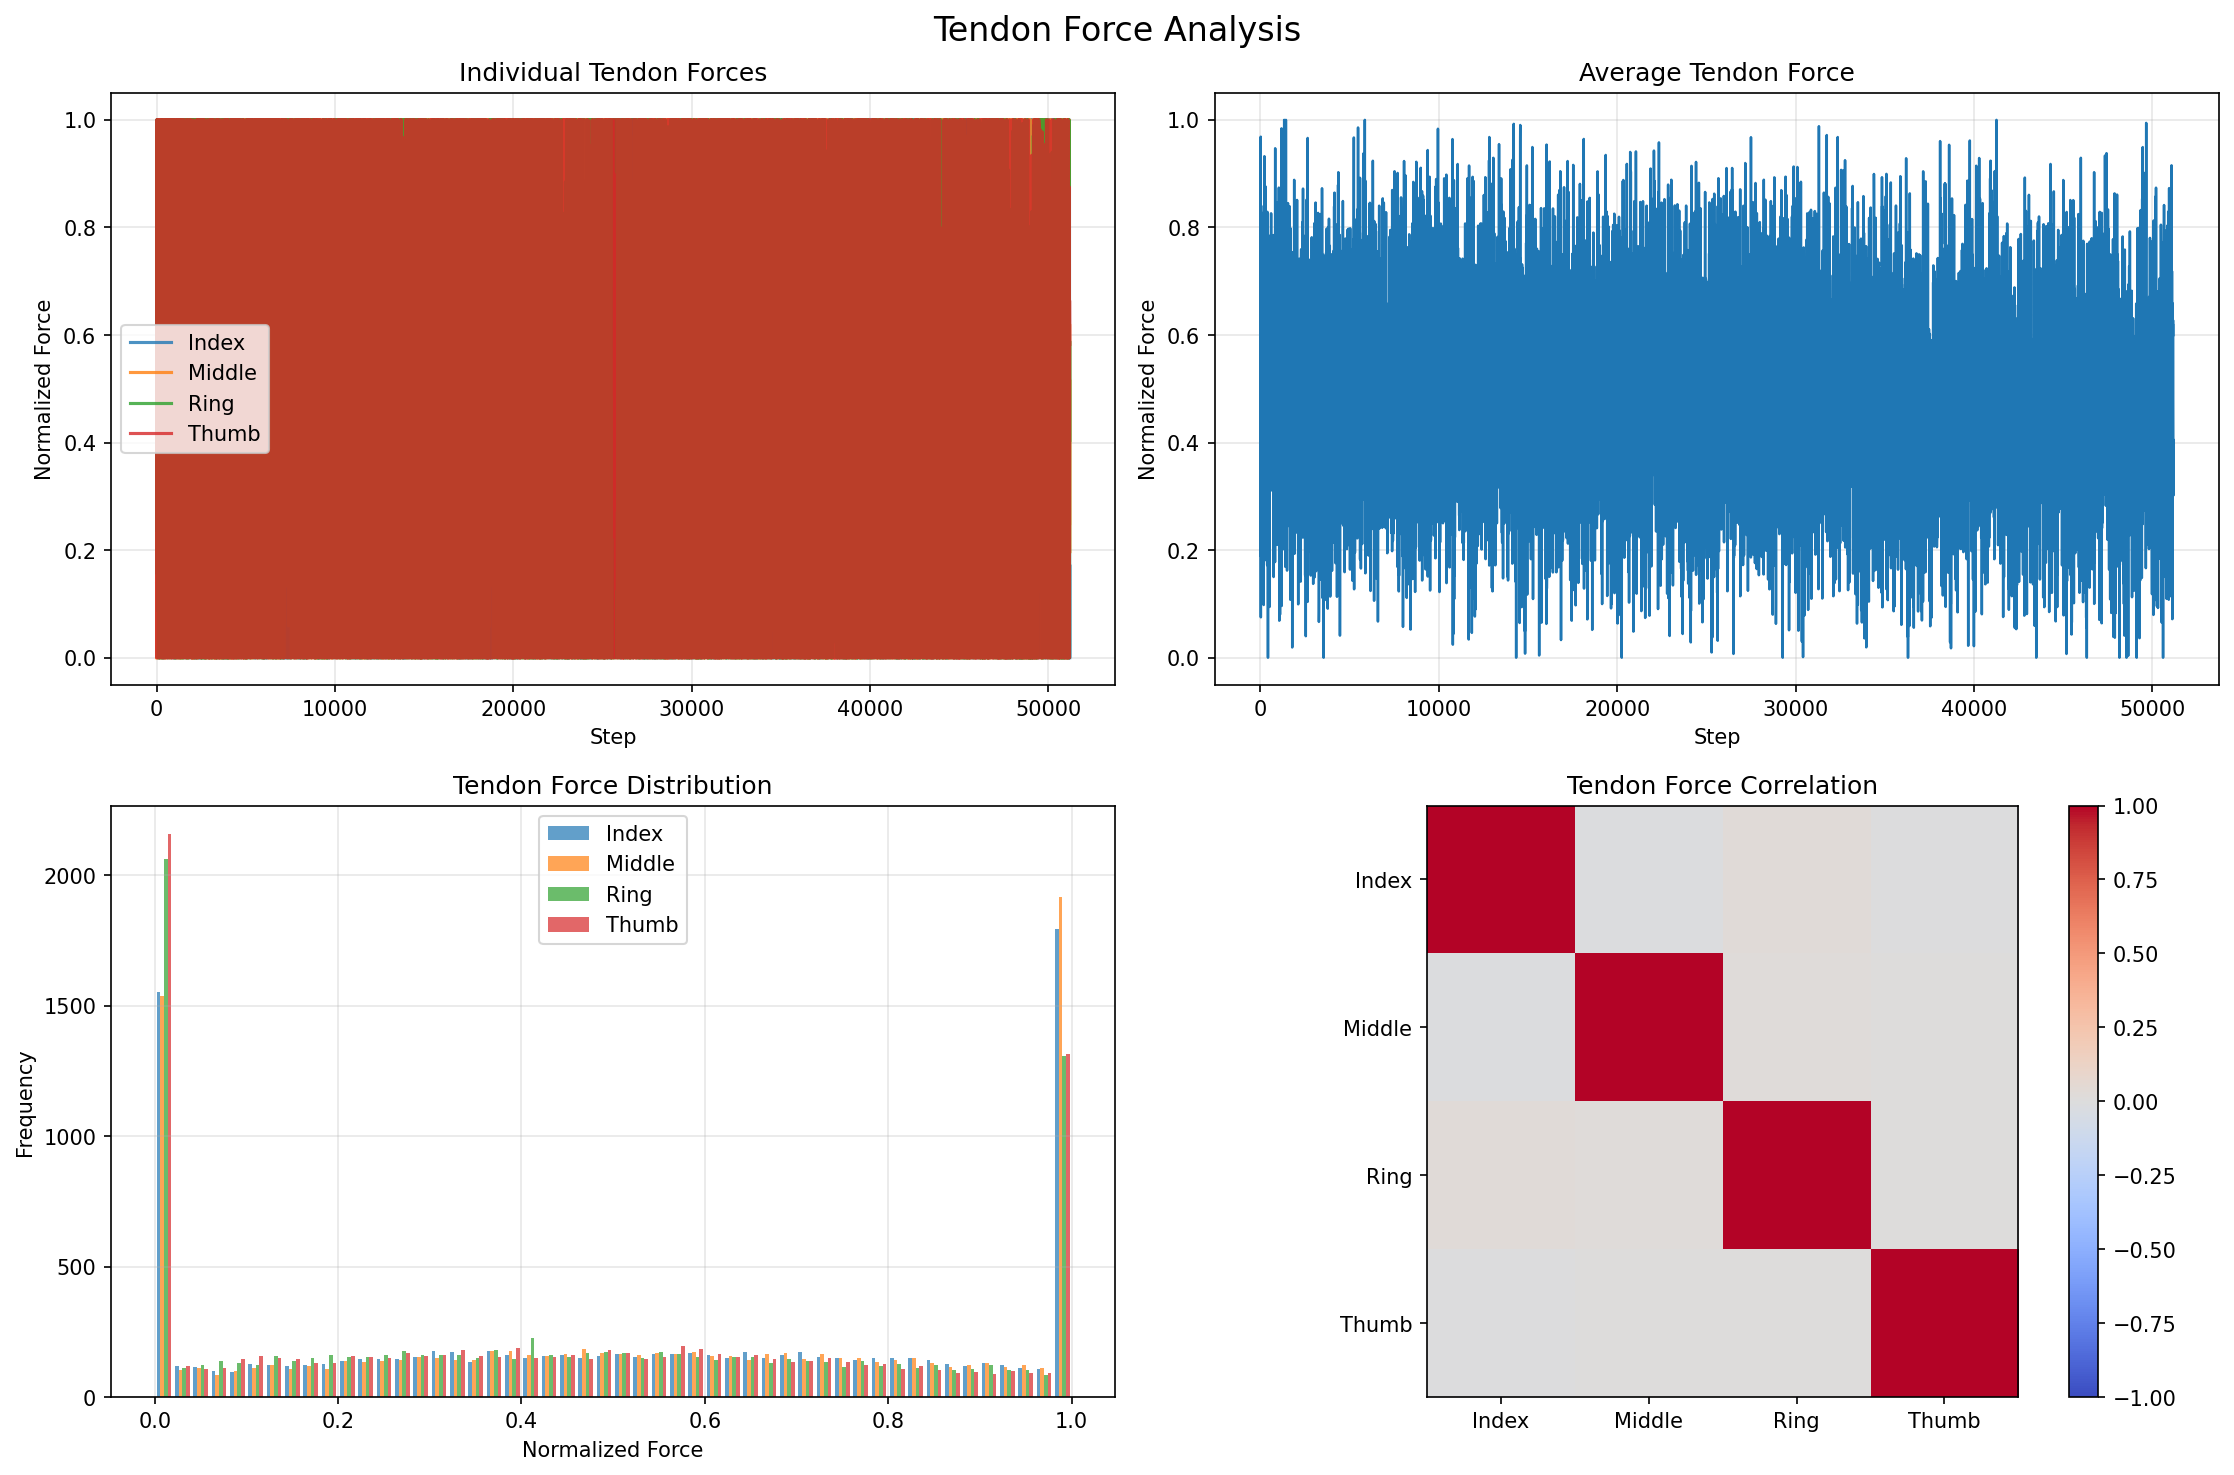 Tendon Force Analysis
Individual Tendon Forces
Normalized Force
1.0
0.8
0.6
0.4
0.2
0.0
Index
Middle
Ring
Thumb
0
10000
20000
30000
40000
50000
Step
Average Tendon Force
Normalized Force
1.0
0.8
0.6
0.4
0.2
0.0
0
10000
20000
30000
40000
50000
Step
Tendon Force Distribution
Frequency
2000
1500
1000
500
0
Index
Middle
Ring
Thumb
0.0
0.2
0.4
0.6
0.8
1.0
Normalized Force
Tendon Force Correlation
Index
Middle
Ring
Thumb
Index
Middle
Ring
Thumb
1.00
0.75
0.50
0.25
0.00
−0.25
−0.50
−0.75
−1.00